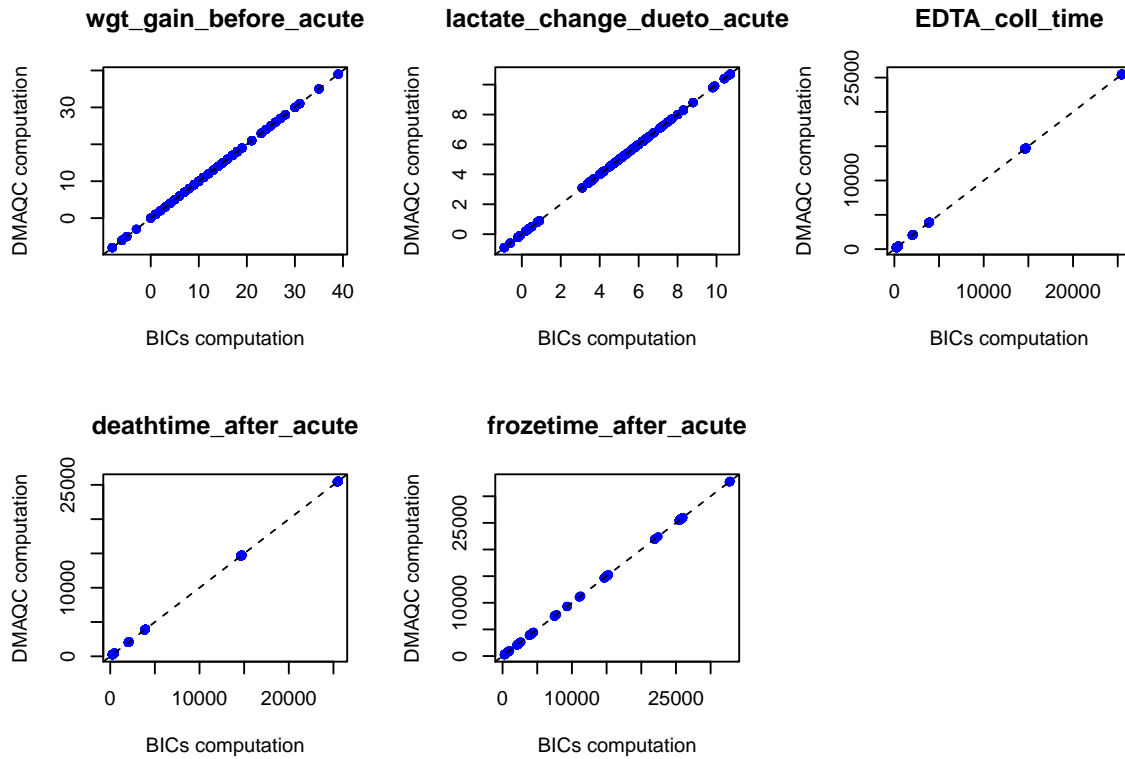 wgt_gain_before_acute
DMAQC computation
0 10 30
0 10 20 30 40
BICs computation
lactate_change_dueto_acute
DMAQC computation
0 2 4 6 8
0 2 4 6 8 10
BICs computation
EDTA_coll_time
DMAQC computation
0 10000 25000
0 10000 20000
BICs computation
deathtime_after_acute
DMAQC computation
0 10000 25000
0 10000 20000
BICs computation
frozetime_after_acute
DMAQC computation
0 10000 25000
0 10000 25000
BICs computation